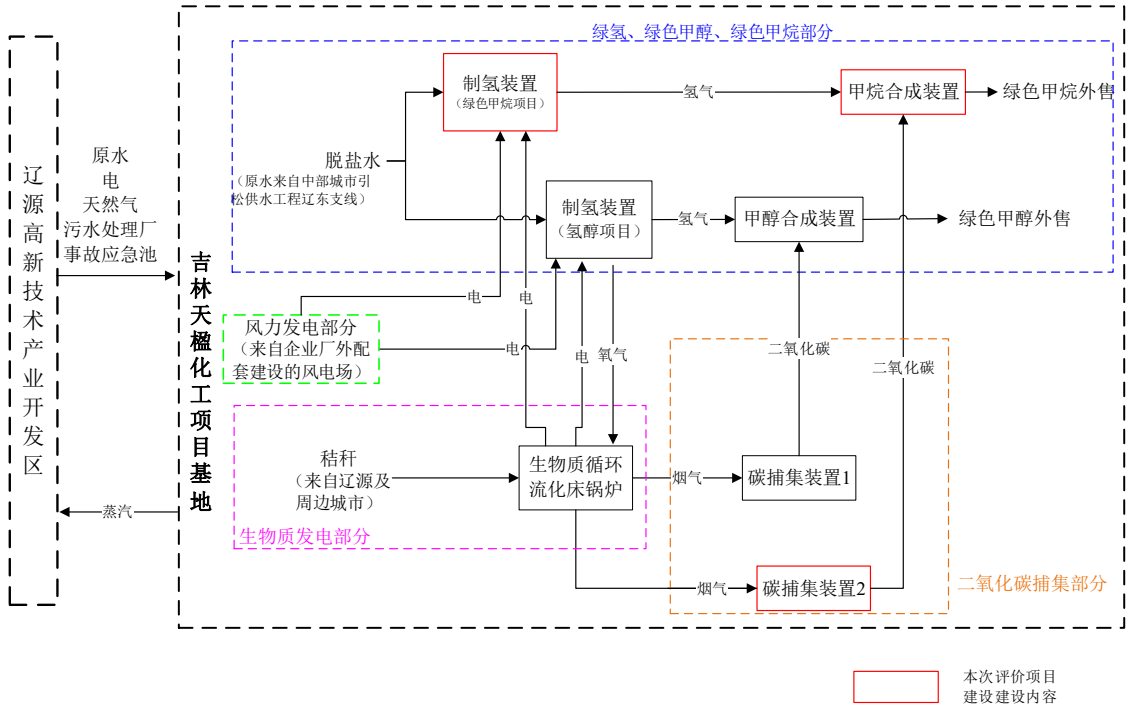 绿氢、绿色甲醇、绿色甲烷部分
辽源高新技术产业开发区
原水
电
天然气
污水处理厂
事故应急池
蒸汽
吉林天楹化工项目基地
制氢装置
（绿色甲烷项目）
氢气
甲烷合成装置
绿色甲烷外售
脱盐水
（原水来自中部城市引
松供水工程辽东支线）
制氢装置
（氢醇项目）
氢气
甲醇合成装置
绿色甲醇外售
电
电
电
电
氧气
风力发电部分
（来自企业厂外配
套建设的风电场）
二氧化碳
二氧化碳
秸秆
（来自辽源及
周边城市）
生物质循环
流化床锅炉
烟气
碳捕集装置1
生物质发电部分
烟气
碳捕集装置2
二氧化碳捕集部分
本次评价项目
建设建设内容